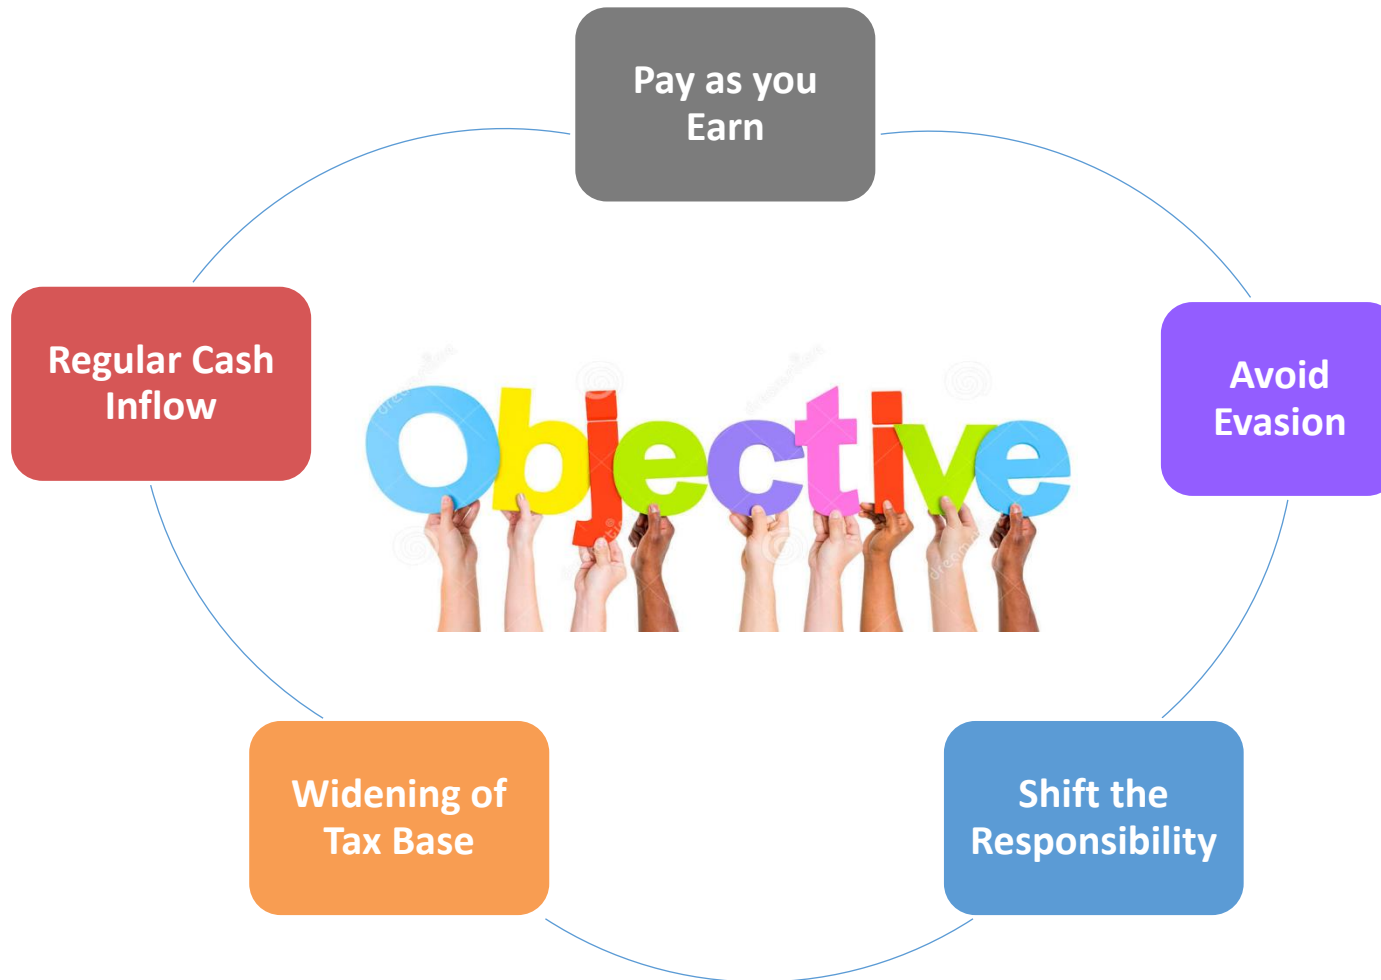 Pay as you
Earn
Regular Cash
Inflow
Avoid
Evasion
Objective
Widening of
Tax Base
Shift the
Responsibility